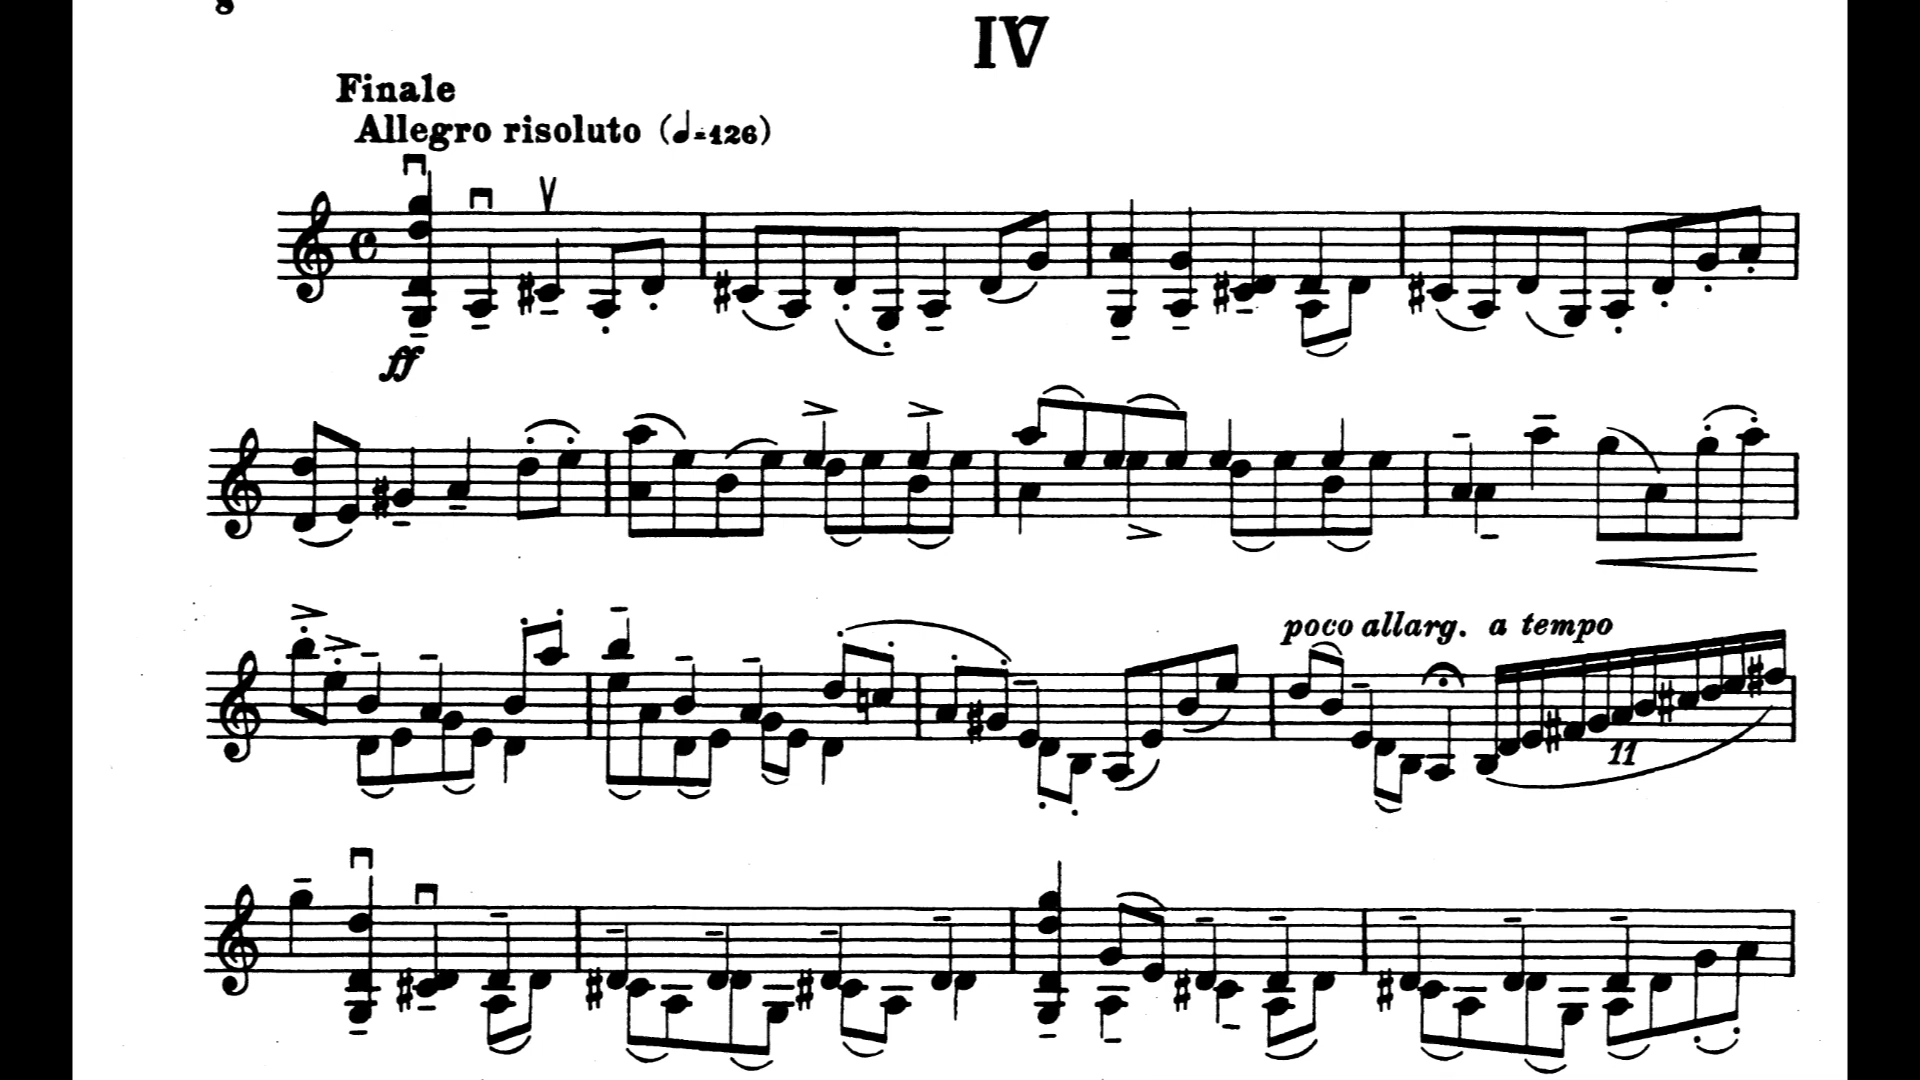 IV
Finale
Allegro risoluto (♩=126)
ff
poco allarg. a tempo
11